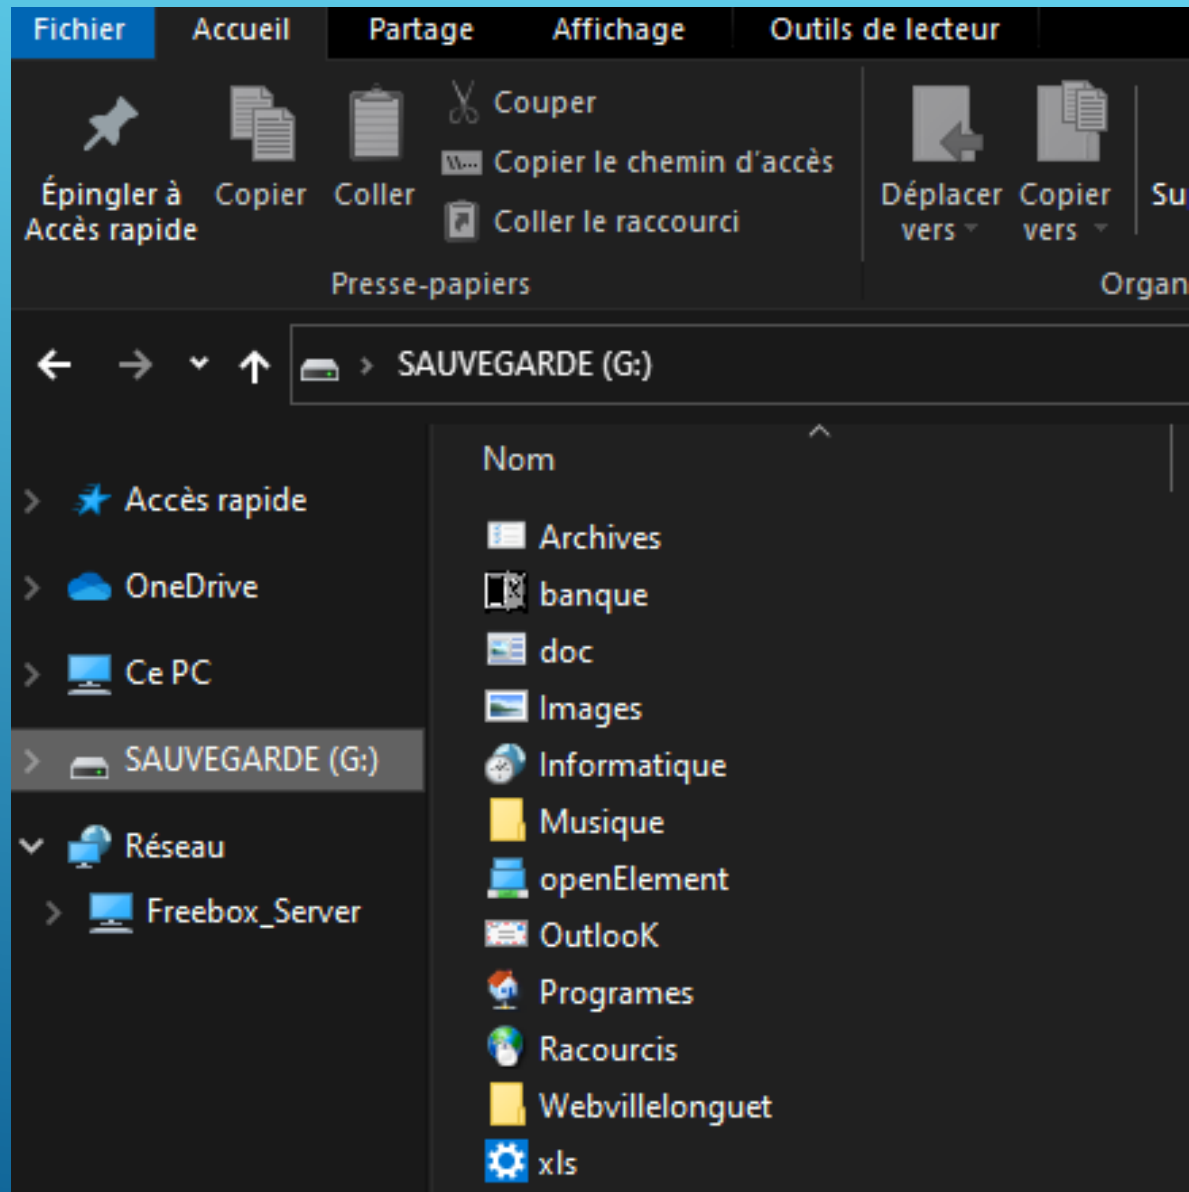 Fichier Accueil Partage Affichage Outils de lecteur
Couper
Copier le chemin d'accès
Coller le raccourci
Épingler à
Accès rapide
Copier
Coller
Déplacer
vers
Copier
vers
Su
Presse-papiers
Organ
SAUVEGARDE (G:)
Accès rapide
OneDrive
Ce PC
SAUVEGARDE (G:)
Réseau
Freebox_Server
Nom
Archives
banque
doc
Images
Informatique
Musique
openElement
OutlooK
Programes
Racourcis
Webvillelonguet
xls